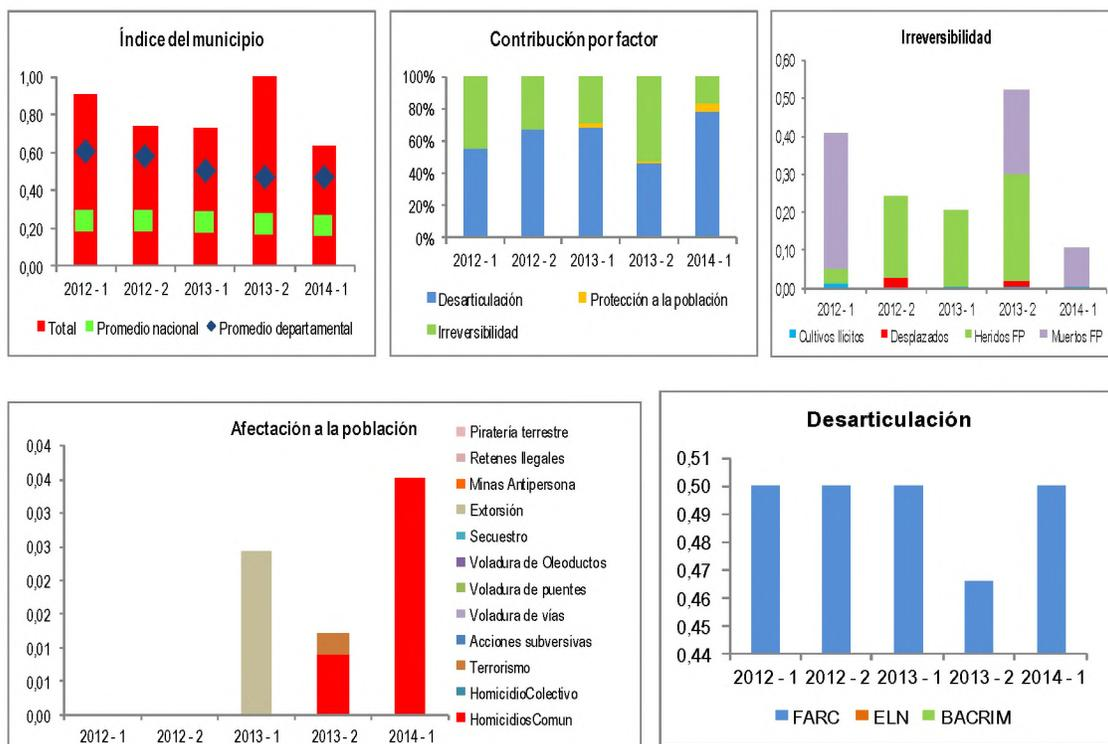 Índice del municipio
1,00
0,80
0,60
0,40
0,20
0,00
2012 - 1 2012 - 2 2013 - 1 2013 - 2 2014 - 1
Total Promedio nacional Promedio departamental
Contribución por factor
100%
80%
60%
40%
20%
0%
2012 - 1 2012 - 2 2013 - 1 2013 - 2 2014 - 1
Desarticulación Protección a la población
Irreversibilidad
Irreversibilidad
0,60
0,50
0,40
0,30
0,20
0,10
0,00
2012 - 1 2012 - 2 2013 - 1 2013 - 2 2014 - 1
Cultivos Ilicitos Desplazados Heridos FP Muertos FP
Afectación a la población
0,04
0,04
0,03
0,03
0,02
0,02
0,01
0,01
0,00
2012 - 1 2012 - 2 2013 - 1 2013 - 2 2014 - 1
Piratería terrestre
Retenes Ilegales
Minas Antipersona
Extorsión
Secuestro
Voladura de Oleoductos
Voladura de puentes
Voladura de vías
Acciones subversivas
Terrorismo
HomicidioColectivo
HomicidiosComun
Desarticulación
0,51
0,50
0,49
0,48
0,47
0,46
0,45
0,44
2012 - 1 2012 - 2 2013 - 1 2013 - 2 2014 - 1
FARC ELN BACRIM